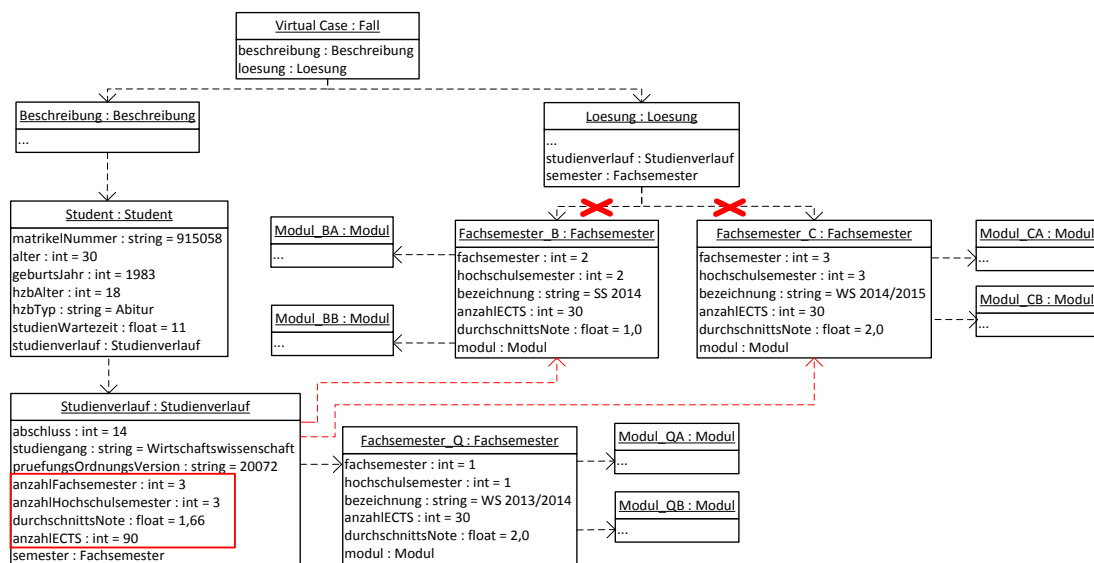 Virtual Case : Fall
beschreibung : Beschreibung
loesung : Loesung
Beschreibung : Beschreibung
...
Loesung : Loesung
...
studienverlauf : Studienverlauf
semester : Fachsemester
Student : Student
matrikelNummer : string = 915058
alter : int = 30
geburtsJahr : int = 1983
hzbAlter : int = 18
hzbTyp : string = Abitur
studienWartezeit : float = 11
studienverlauf : Studienverlauf
Modul_BA : Modul
...
Modul_BB : Modul
...
Fachsemester_B : Fachsemester
fachsemester : int = 2
hochschulsemester : int = 2
bezeichnung : string = SS 2014
anzahlECTS : int = 30
durchschnittsNote : float = 1,0
modul : Modul
Fachsemester_C : Fachsemester
fachsemester : int = 3
hochschulsemester : int = 3
bezeichnung : string = WS 2014/2015
anzahlECTS : int = 30
durchschnittsNote : float = 2,0
modul : Modul
Modul_CA : Modul
...
Modul_CB : Modul
...
Studienverlauf : Studienverlauf
abschluss : int = 14
studiengang : string = Wirtschaftswissenschaft
pruefungsOrdnungsVersion : string = 20072
anzahlFachsemester : int = 3
anzahlHochschulsemester : int = 3
durchschnittsNote : float = 1,66
anzahlECTS : int = 90
semester : Fachsemester
Fachsemester_Q : Fachsemester
fachsemester : int = 1
hochschulsemester : int = 1
bezeichnung : string = WS 2013/2014
anzahlECTS : int = 30
durchschnittsNote : float = 2,0
modul : Modul
Modul_QA : Modul
...
Modul_QB : Modul
...